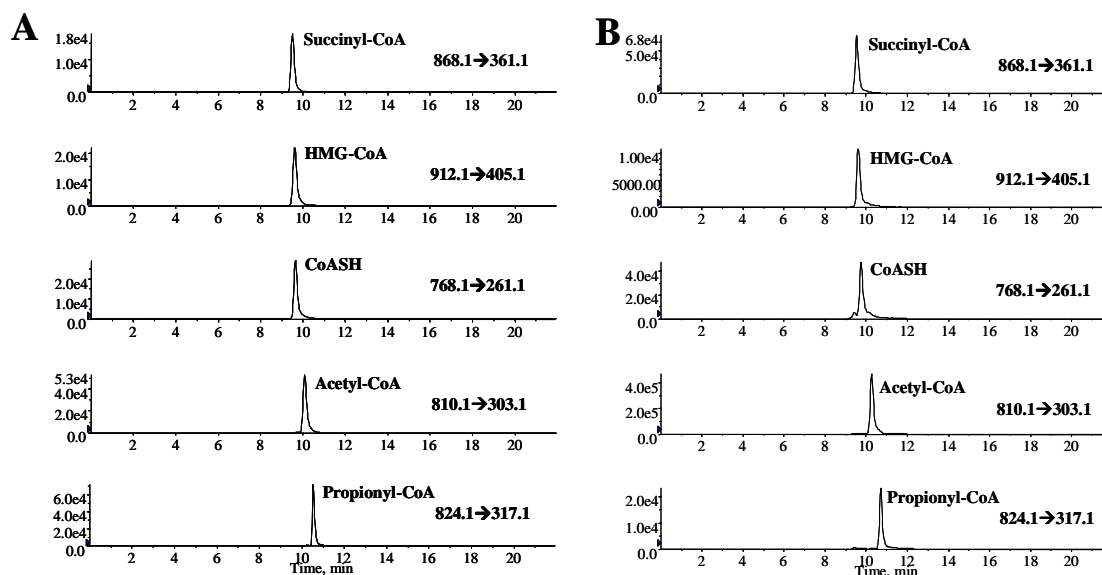 A
1.8e4
Succinyl-CoA
868.1→361.1
1.0e4
0.0
2 4 6 8 10 12 14 16 18 20
2.0e4
HMG-CoA
912.1→405.1
1.0e4
0.0
2 4 6 8 10 12 14 16 18 20
CoASH
768.1→261.1
2.0e4
1.0e4
0.0
2 4 6 8 10 12 14 16 18 20
5.3e4
Acetyl-CoA
4.0e4
810.1→303.1
2.0e4
0.0
2 4 6 8 10 12 14 16 18 20
Propionyl-CoA
6.0e4
824.1→317.1
4.0e4
2.0e4
0.0
2 4 6 8 10 12 14 16 18 20
Time, min
B
6.8e4
Succinyl-CoA
5.0e4
868.1→361.1
0.0
2 4 6 8 10 12 14 16 18 20
1.00e4
HMG-CoA
912.1→405.1
5000.00
0.00
2 4 6 8 10 12 14 16 18 20
CoASH
4.0e4
768.1→261.1
2.0e4
0.0
2 4 6 8 10 12 14 16 18 20
4.0e5
Acetyl-CoA
810.1→303.1
2.0e5
0.0
2 4 6 8 10 12 14 16 18 20
2.0e4
Propionyl-CoA
824.1→317.1
1.0e4
0.0
2 4 6 8 10 12 14 16 18 20
Time, min